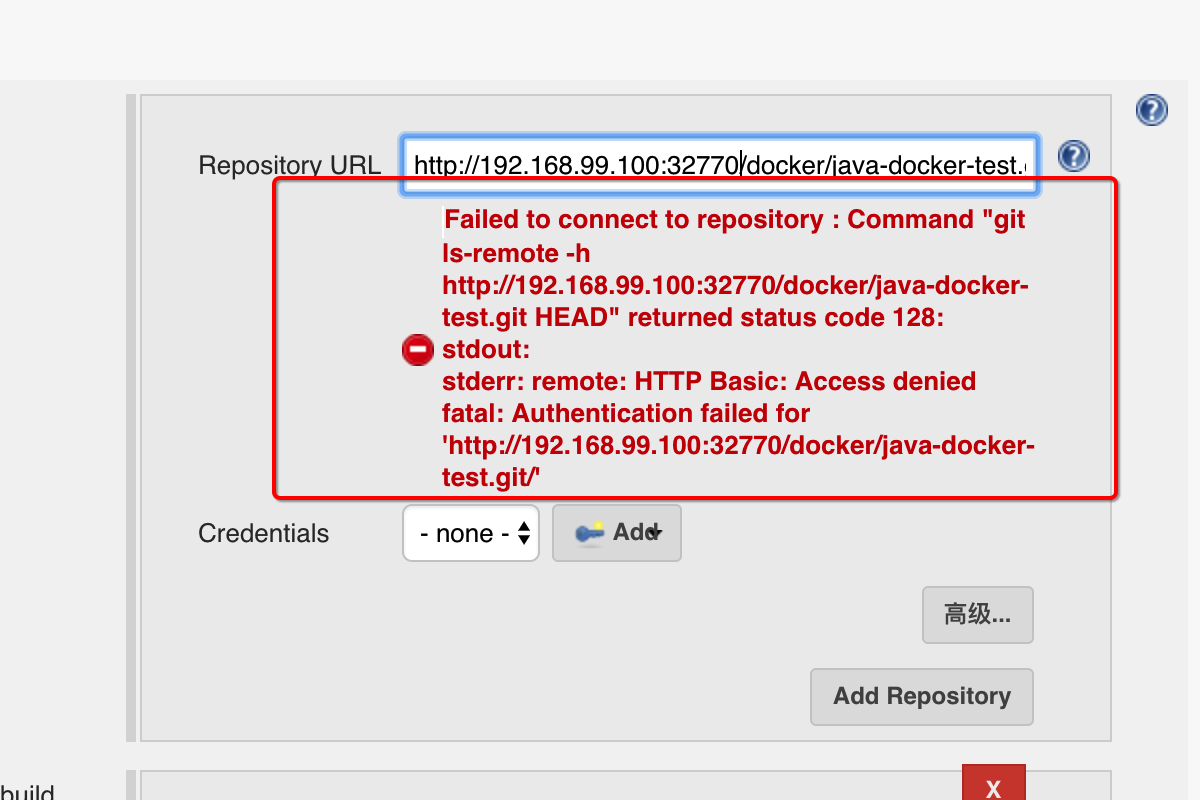 Repository URL
http://192.168.99.100:32770/docker/java-docker-test.
Failed to connect to repository : Command "git
ls-remote -h
http://192.168.99.100:32770/docker/java-docker-
test.git HEAD" returned status code 128:
stdout:
stderr: remote: HTTP Basic: Access denied
fatal: Authentication failed for
'http://192.168.99.100:32770/docker/java-docker-
test.git/'
Credentials
- none -
Add
高级...
Add Repository
build
X